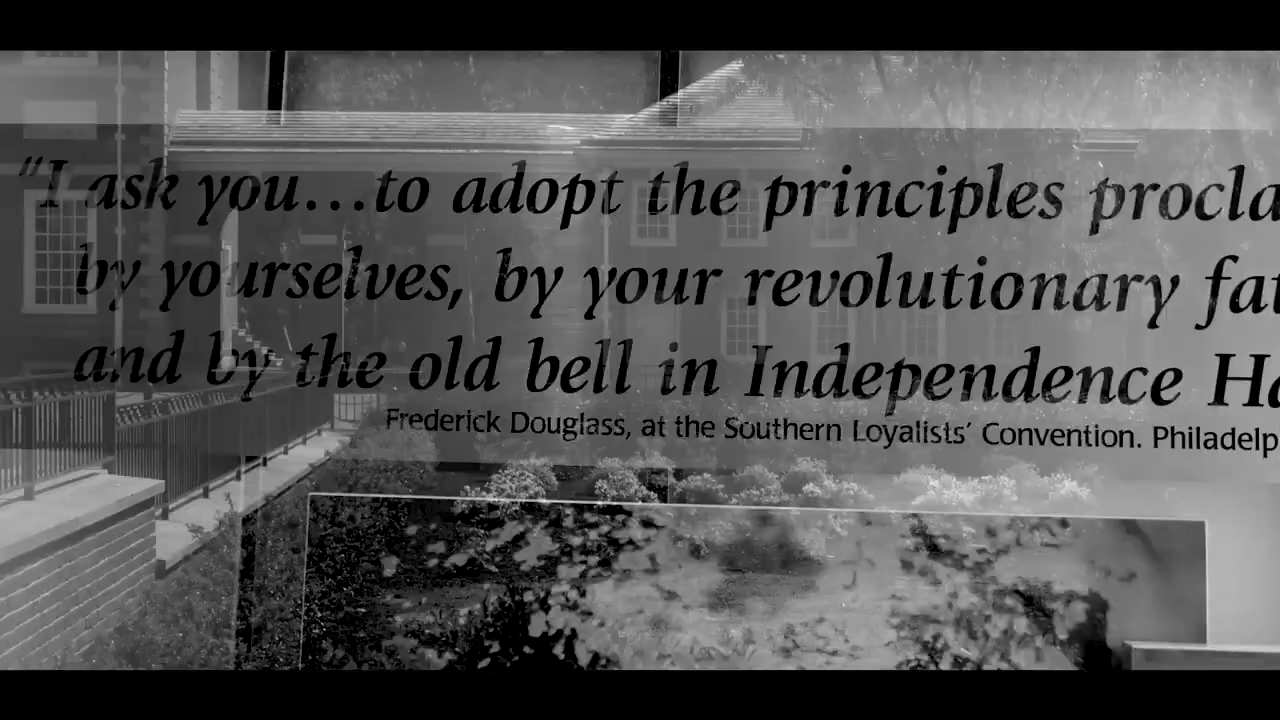 "I ask you...to adopt the principles procla
by yourselves, by your revolutionary fat
and by the old bell in Independence Ha
Frederick Douglass, at the Southern Loyalists' Convention. Philadelp